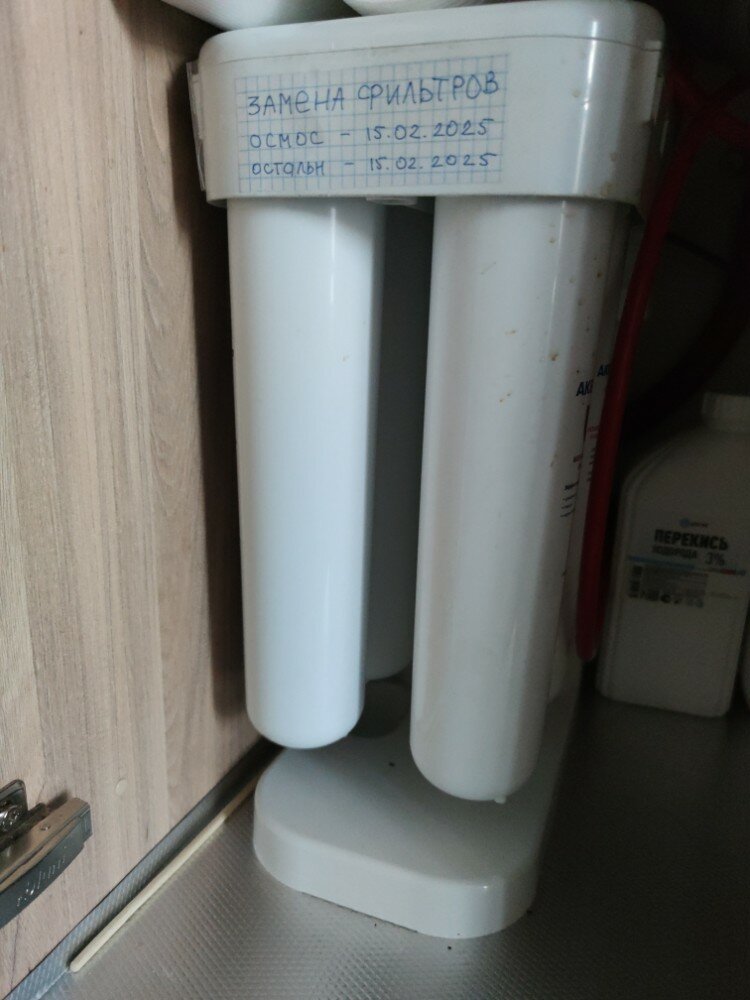 ЗАМЕНА ФИЛЬТРОВ
ОСМОС - 15.02.2025
ОСТАЛЬН - 15.02.2025
ПЕРЕКИСЬ
ВОДОРОДА 3%